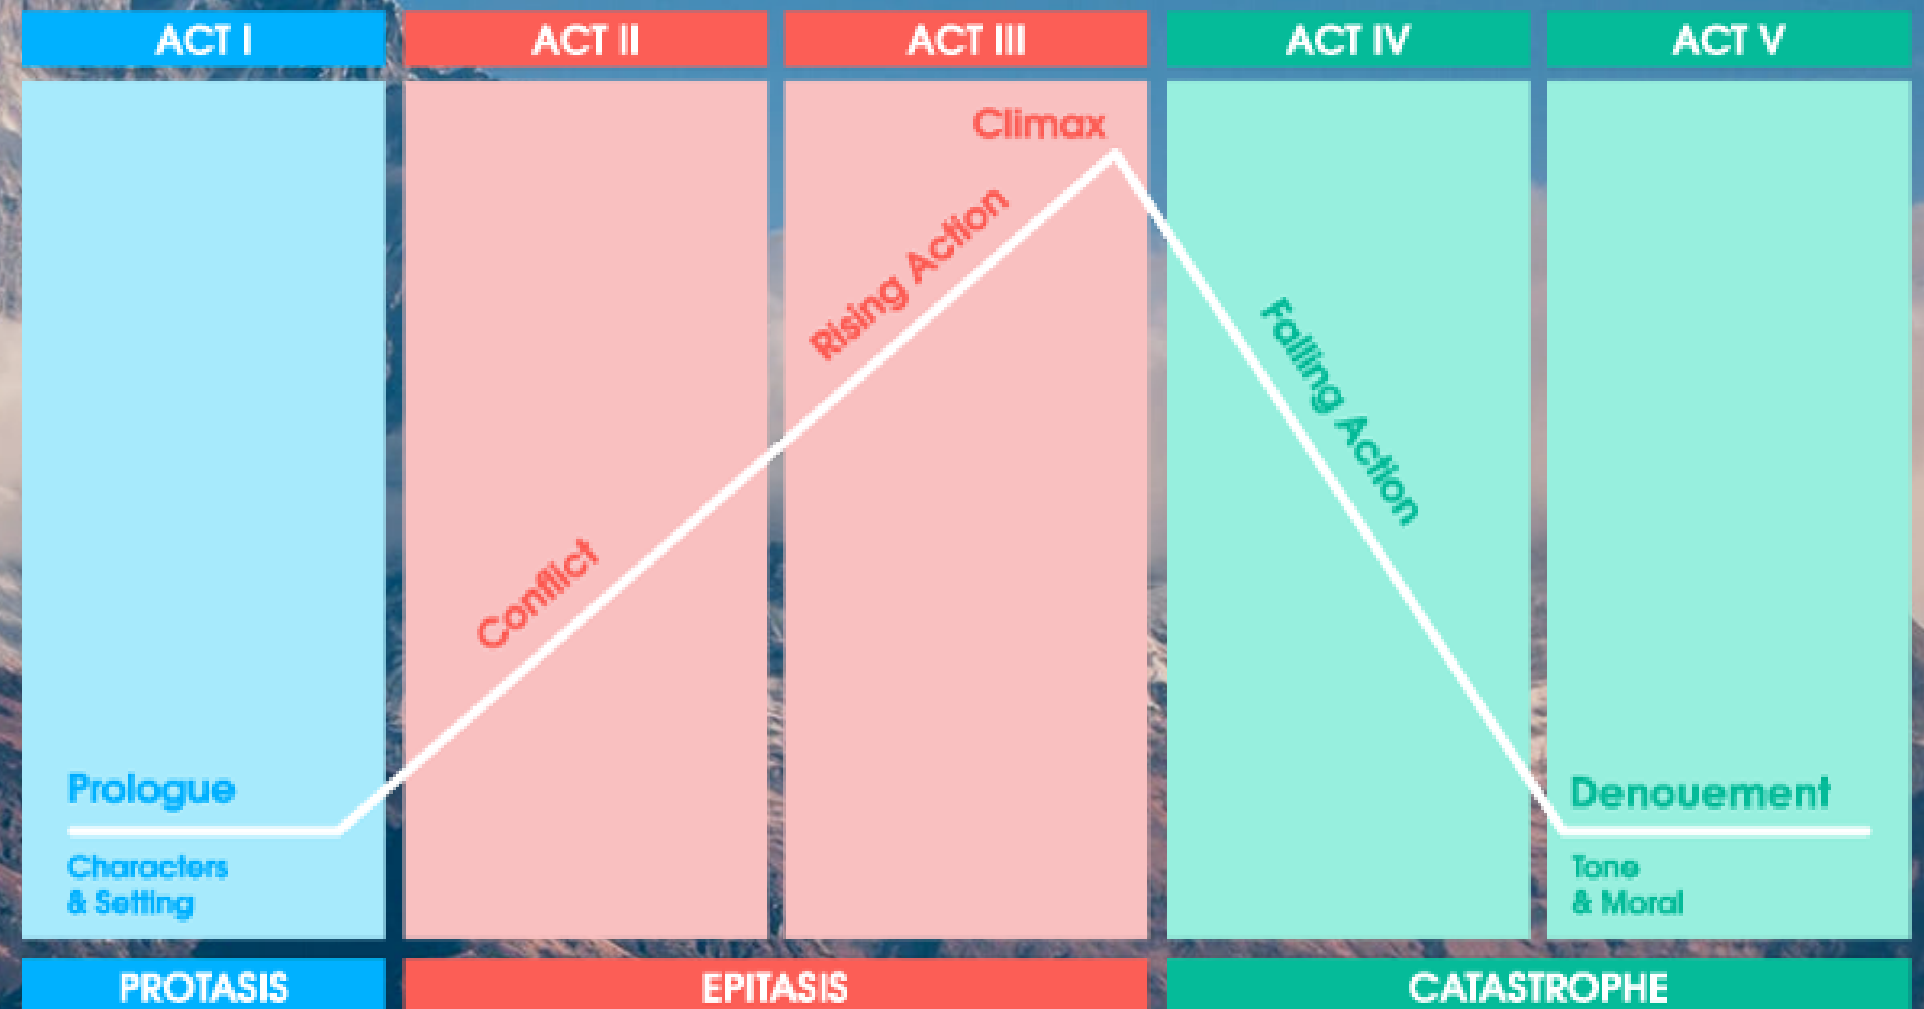 ACT I
ACT II
ACT III
ACT IV
ACT V
Climax
Rising Action
Falling Action
Conflict
Prologue
Characters
& Setting
Denouement
Tone
& Moral
PROTASIS
EPITASIS
CATASTROPHE